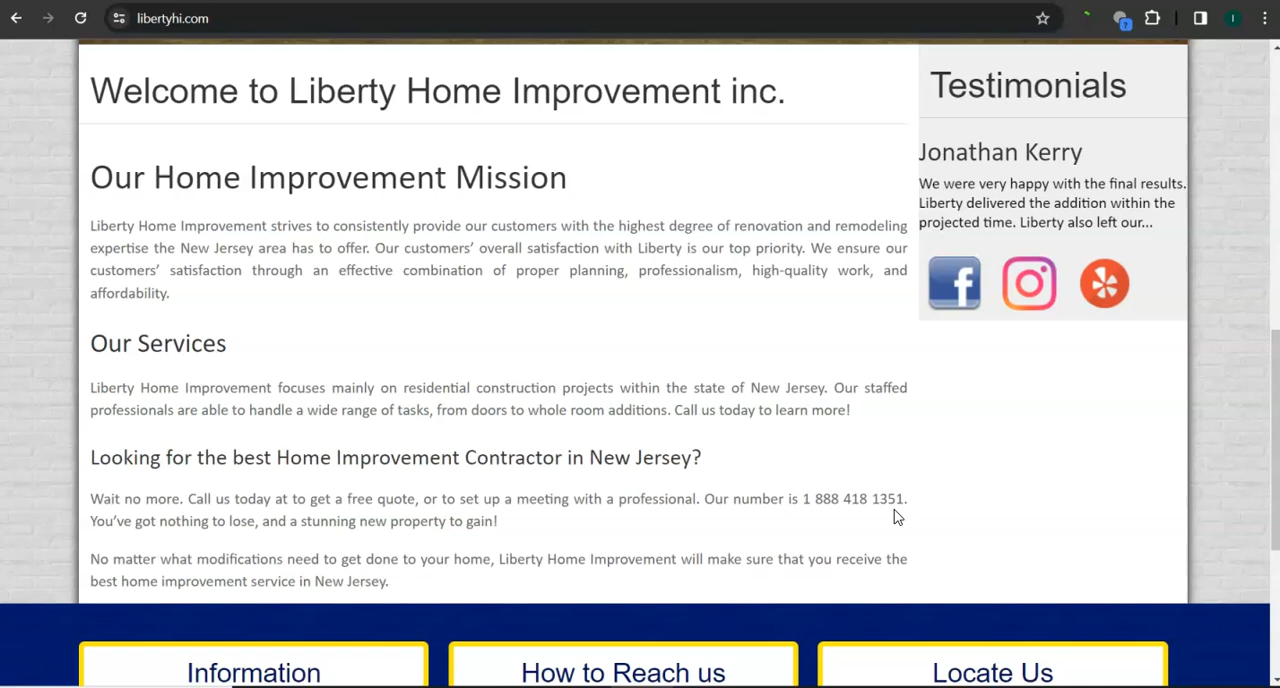 libertyhi.com
Welcome to Liberty Home Improvement inc.
Our Home Improvement Mission
Liberty Home Improvement strives to consistently provide our customers with the highest degree of renovation and remodeling
expertise the New Jersey area has to offer. Our customers’ overall satisfaction with Liberty is our top priority. We ensure our
customers’ satisfaction through an effective combination of proper planning, professionalism, high-quality work, and
affordability.
Our Services
Liberty Home Improvement focuses mainly on residential construction projects within the state of New Jersey. Our staffed
professionals are able to handle a wide range of tasks, from doors to whole room additions. Call us today to learn more!
Looking for the best Home Improvement Contractor in New Jersey?
Wait no more. Call us today at to get a free quote, or to set up a meeting with a professional. Our number is 1 888 418 1351.
You’ve got nothing to lose, and a stunning new property to gain!
No matter what modifications need to get done to your home, Liberty Home Improvement will make sure that you receive the
best home improvement service in New Jersey.
Testimonials
Jonathan Kerry
We were very happy with the final results.
Liberty delivered the addition within the
projected time. Liberty also left our...
Information
How to Reach us
Locate Us